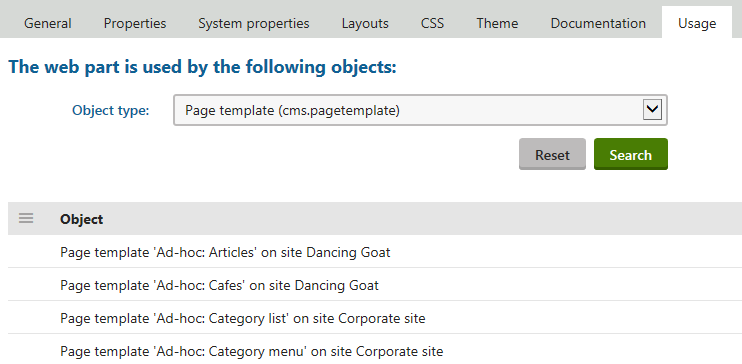 General Properties System properties Layouts CSS Theme Documentation Usage
The web part is used by the following objects:
Object type: Page template (cms.pagetemplate)
Reset Search
Object
Page template 'Ad-hoc: Articles' on site Dancing Goat
Page template 'Ad-hoc: Cafes' on site Dancing Goat
Page template 'Ad-hoc: Category list' on site Corporate site
Page template 'Ad-hoc: Category menu' on site Corporate site